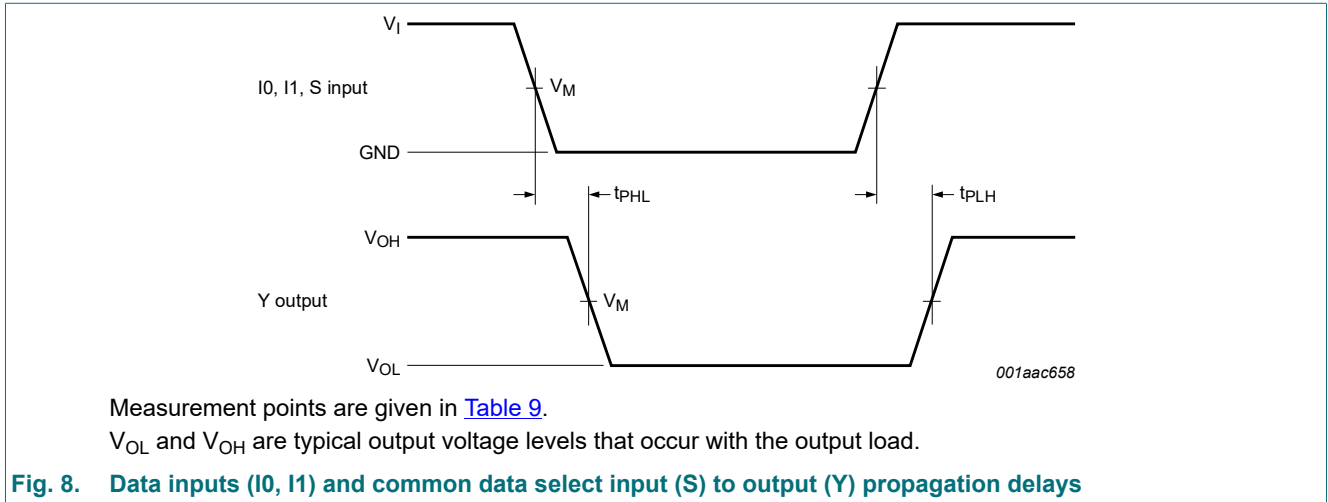 VI
I0, I1, S input
VM
GND
tPHL
tPLH
VOH
Y output
VM
VOL
001aac658
Measurement points are given in Table 9.
VOL and VOH are typical output voltage levels that occur with the output load.
Fig. 8. Data inputs (I0, I1) and common data select input (S) to output (Y) propagation delays